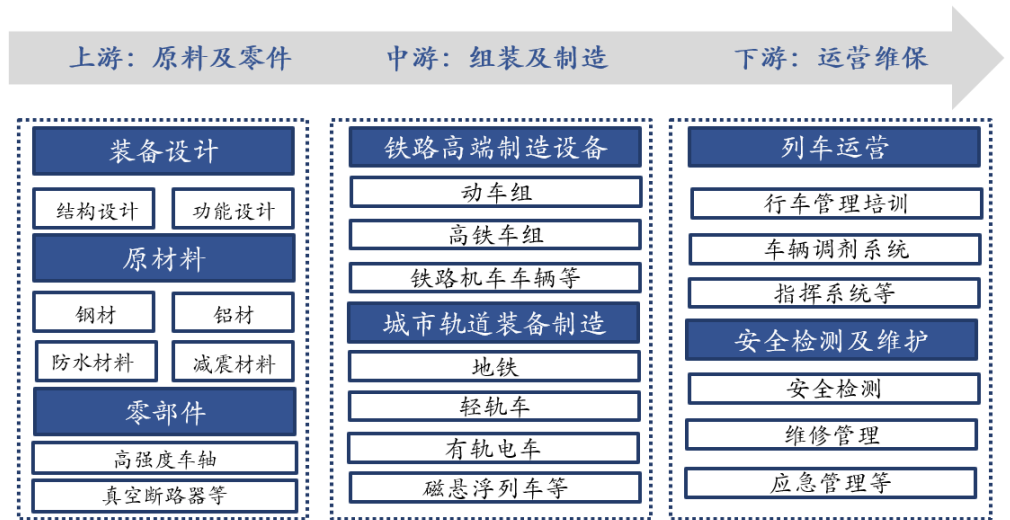 上游：原料及零件
中游：组装及制造
下游：运营维保
装备设计
结构设计
功能设计
原材料
钢材
铝材
防水材料
减震材料
零部件
高强度车轴
真空断路器等
铁路高端制造设备
动车组
高铁车组
铁路机车车辆等
城市轨道装备制造
地铁
轻轨车
有轨电车
磁悬浮列车等
列车运营
行车管理培训
车辆调剂系统
指挥系统等
安全检测及维护
安全检测
维修管理
应急管理等